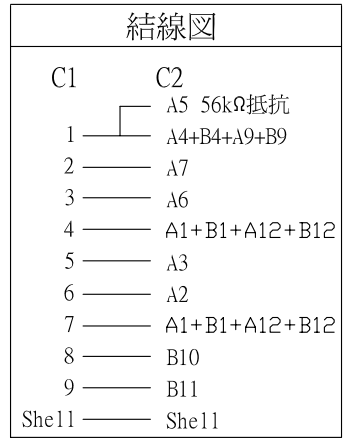 結線図
C1 C2
A5 56kΩ抵抗
1 A4+B4+A9+B9
2 A7
3 A6
4 A1+B1+A12+B12
5 A3
6 A2
7 A1+B1+A12+B12
8 B10
9 B11
Shell Shell